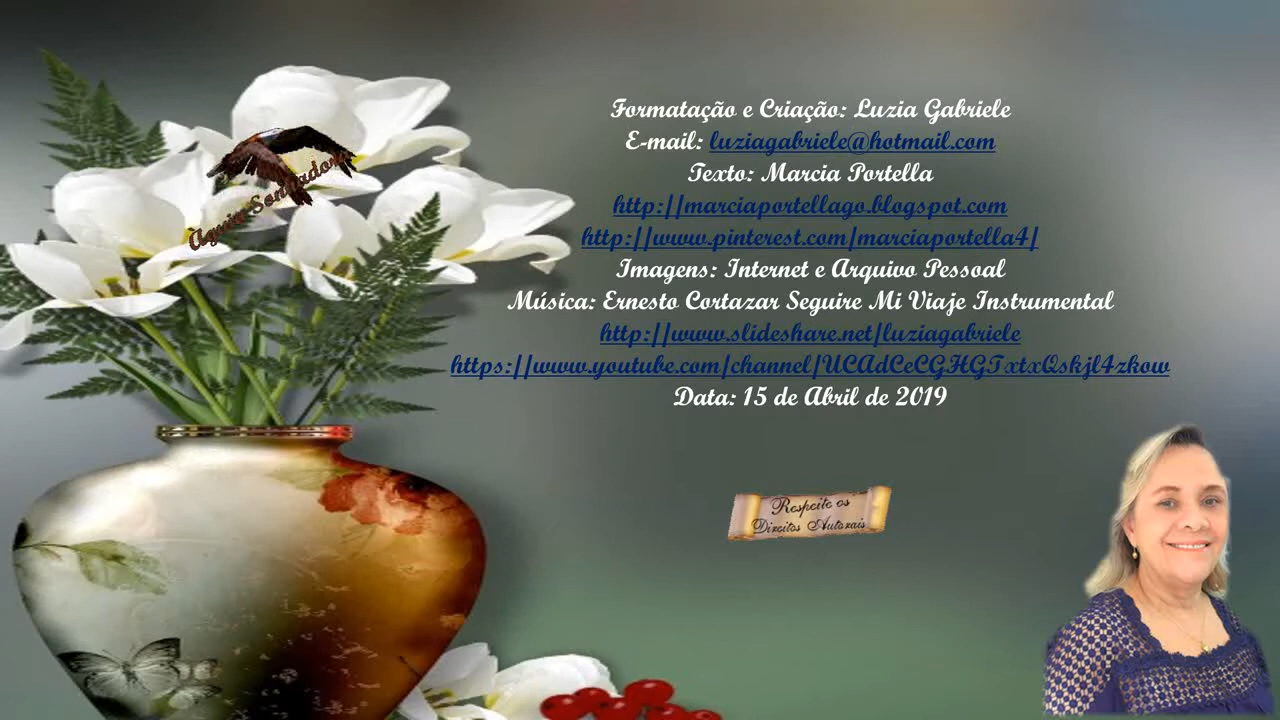 Formatação e Criação: Luzia Gabriele
E-mail: luziagabriele@hotmail.com
Texto: Marcia Portella
http://marciaportellago.blogspot.com
http://www.pinterest.com/marciaportella4/
Imagens: Internet e Arquivo Pessoal
Música: Ernesto Cortazar Seguire Mi Viaje Instrumental
http://www.slideshare.net/luziagabriele
https://www.youtube.com/channel/UCAdCeCGHGTxtxQskjl4zkow
Data: 15 de Abril de 2019
Aguia Sonhadora
Respeite os
Direitos Autorais